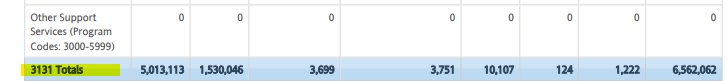 Other Support 0 0 0 0 0 0 0 0
Services (Program
Codes: 3000-5999)
3131 Totals 5,013,113 1,530,046 3,699 3,751 10,107 124 1,222 6,562,062